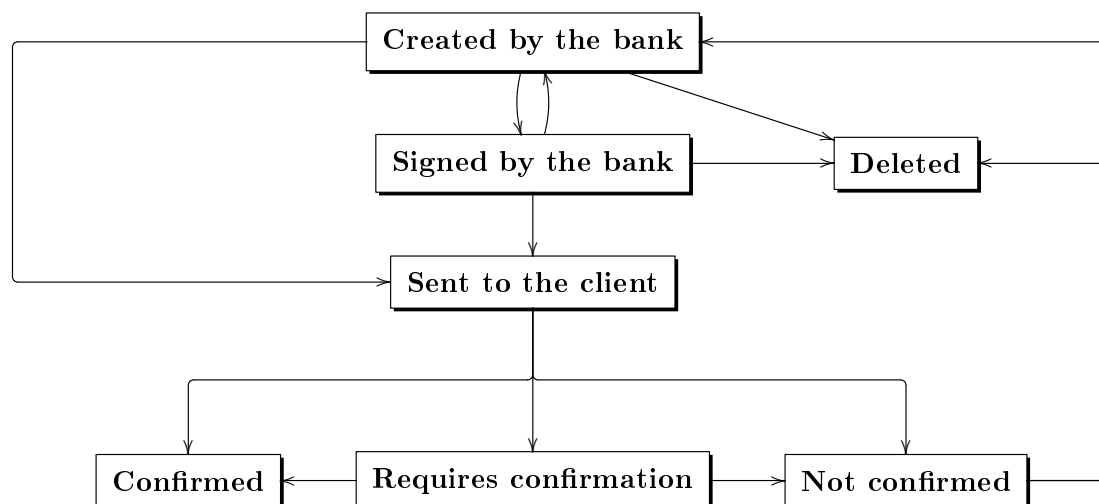 Created by the bank
Signed by the bank
Deleted
Sent to the client
Confirmed
Requires confirmation
Not confirmed